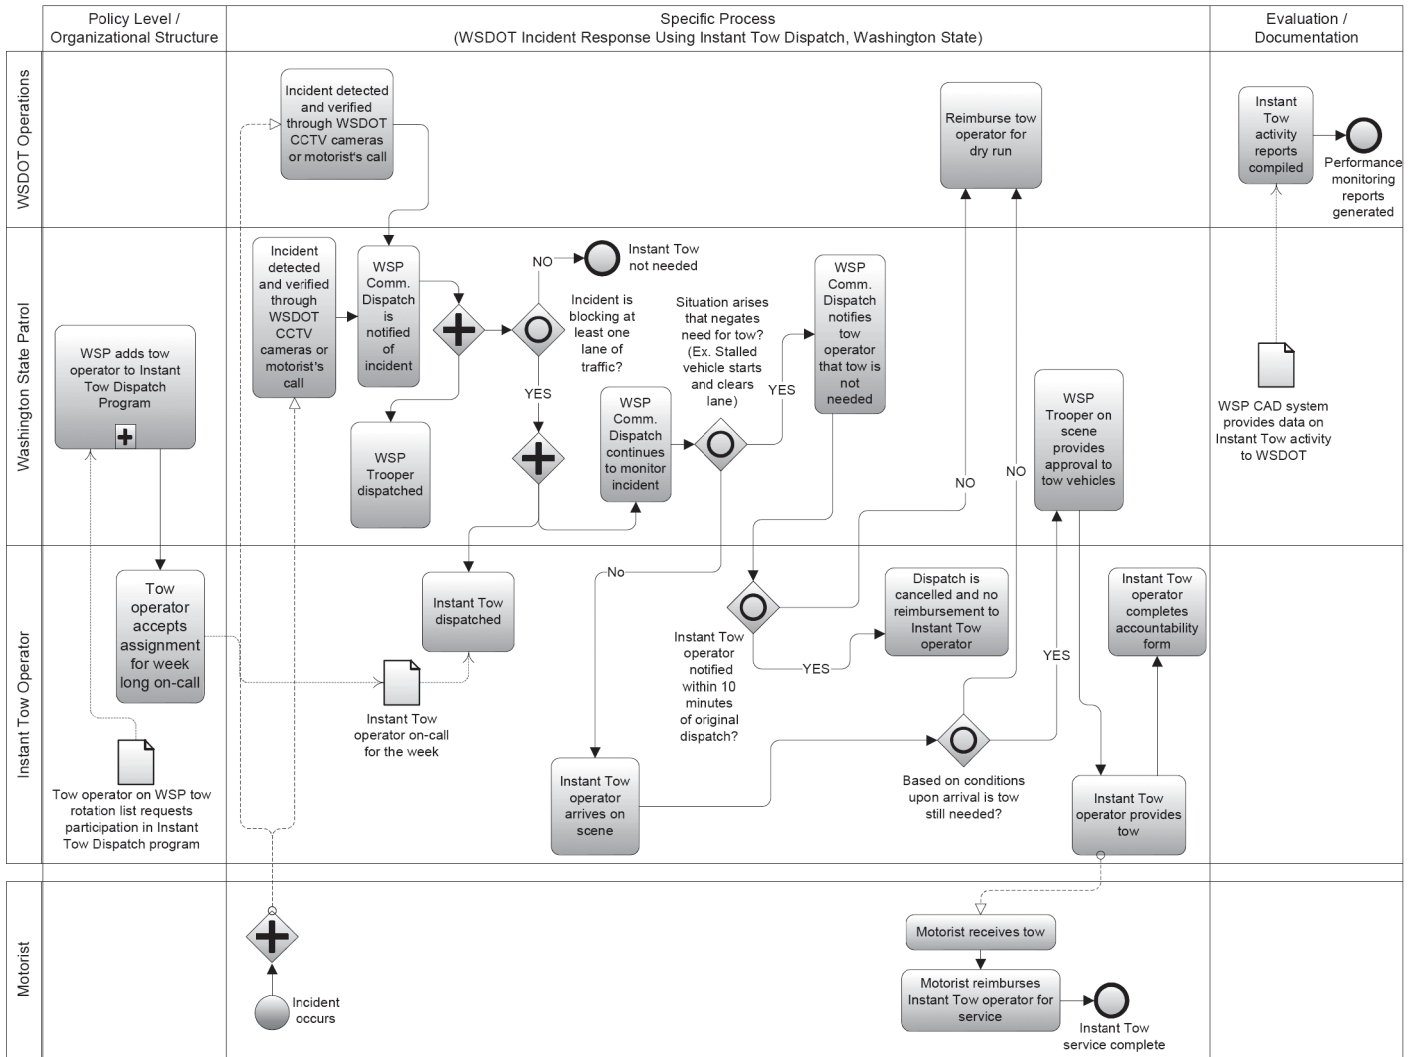 Policy Level /
Organizational Structure
Specific Process
(WSDOT Incident Response Using Instant Tow Dispatch, Washington State)
Evaluation /
Documentation
WSDOT Operations
Incident detected
and verified
through WSDOT
CCTV cameras
or motorist's call
Reimburse tow
operator for
dry run
Instant
Tow
activity
reports
compiled
Performance
monitoring
reports
generated
Washington State Patrol
WSP adds tow
operator to Instant
Tow Dispatch
Program
Incident
detected
and verified
through
WSDOT
CCTV
cameras or
motorist's
call
WSP
Comm.
Dispatch
is
notified
of
incident
WSP
Trooper
dispatched
NO
Instant Tow
not needed
Incident is
blocking at
least one
lane of
traffic?
YES
WSP
Comm.
Dispatch
continues
to monitor
incident
Situation arises
that negates
need for tow?
(Ex. Stalled
vehicle starts
and clears
lane)
YES
WSP
Comm.
Dispatch
notifies
tow
operator
that tow is
not
needed
NO
NO
WSP
Trooper on
scene
provides
approval to
tow vehicles
WSP CAD system
provides data on
Instant Tow activity
to WSDOT
Instant Tow Operator
Tow
operator
accepts
assignment
for week
long on-call
Tow operator on WSP tow
rotation list requests
participation in Instant
Tow Dispatch program
Instant Tow
dispatched
Instant Tow
operator on-call
for the week
No
Instant Tow
operator
arrives on
scene
Instant Tow
operator
notified
within 10
minutes
of original
dispatch?
YES
Dispatch is
cancelled and no
reimbursement to
Instant Tow
operator
Based on conditions
upon arrival is tow
still needed?
YES
Instant Tow
operator
completes
accountability
form
Instant Tow
operator provides
tow
Motorist
Incident
occurs
Motorist receives tow
Motorist reimburses
Instant Tow operator for
service
Instant Tow
service complete